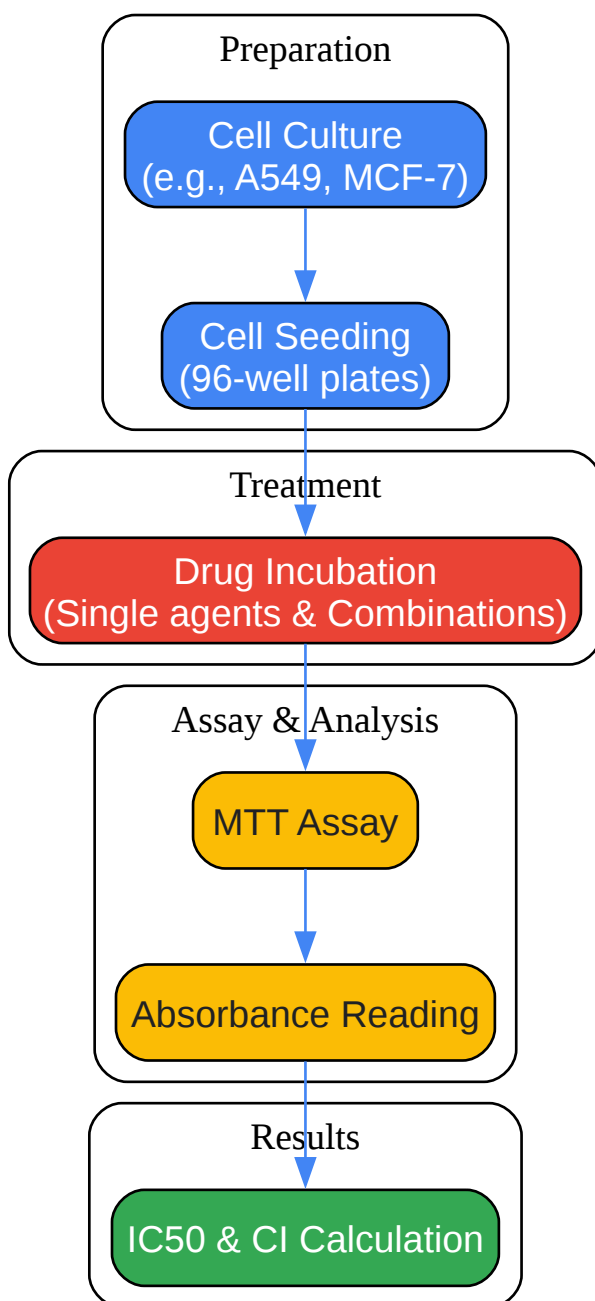 Preparation
Cell Culture
(e.g., A549, MCF-7)
Cell Seeding
(96-well plates)
Treatment
Drug Incubation
(Single agents & Combinations)
Assay & Analysis
MTT Assay
Absorbance Reading
Results
IC50 & CI Calculation